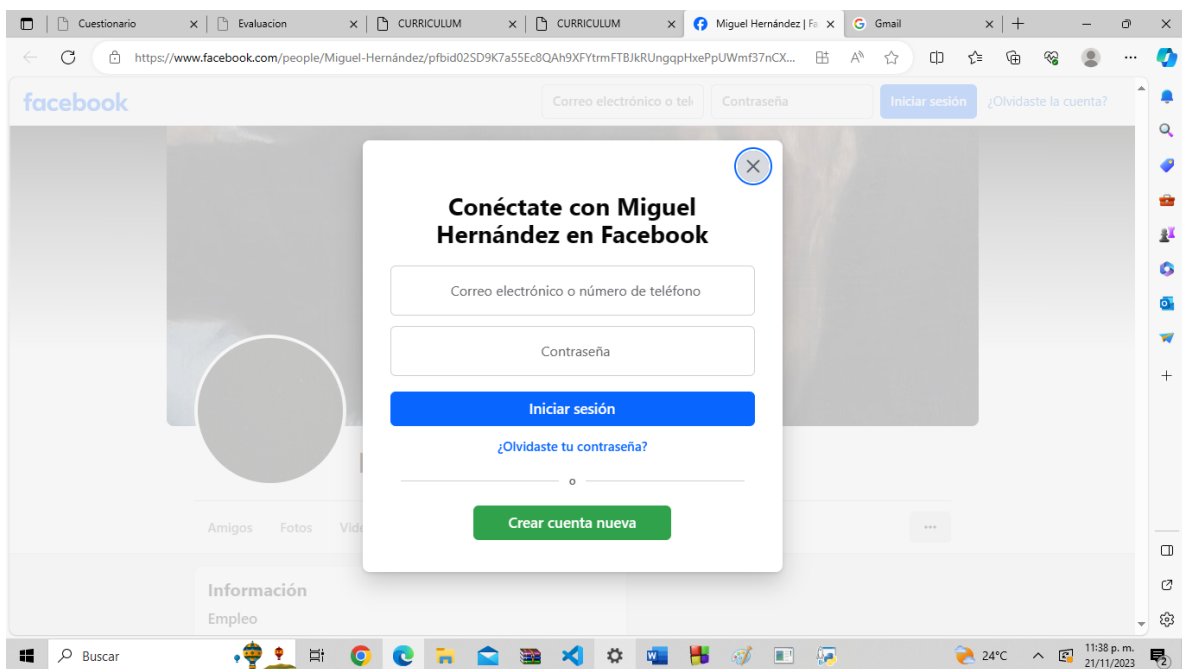 Cuestionario
Evaluacion
CURRICULUM
CURRICULUM
Miguel Hernández | Fa
Gmail
https://www.facebook.com/people/Miguel-Hernández/pfbid02SD9K7a55Ec8QAh9XFYtrmFTBJkRUngqpHxePpUWmf37nCX...
facebook
Correo electrónico o telé
Contraseña
Iniciar sesión
¿Olvidaste la cuenta?
Conéctate con Miguel
Hernández en Facebook
Correo electrónico o número de teléfono
Contraseña
Iniciar sesión
¿Olvidaste tu contraseña?
o
Crear cuenta nueva
Amigos
Fotos
Vide
Información
Empleo
Buscar
24°C
11:38 p. m.
21/11/2023